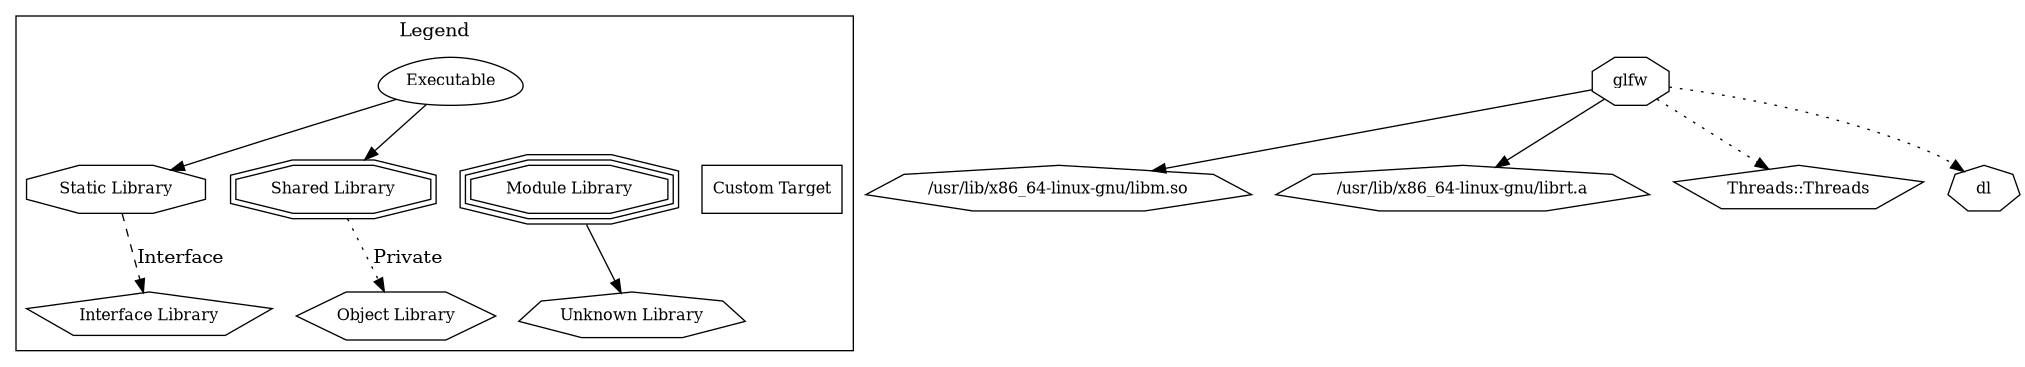 Legend
Executable
glfw
Static Library
Shared Library
Module Library
Custom Target
/usr/lib/x86_64-linux-gnu/libm.so
/usr/lib/x86_64-linux-gnu/librt.a
Threads::Threads
dl
Interface
Private
Interface Library
Object Library
Unknown Library